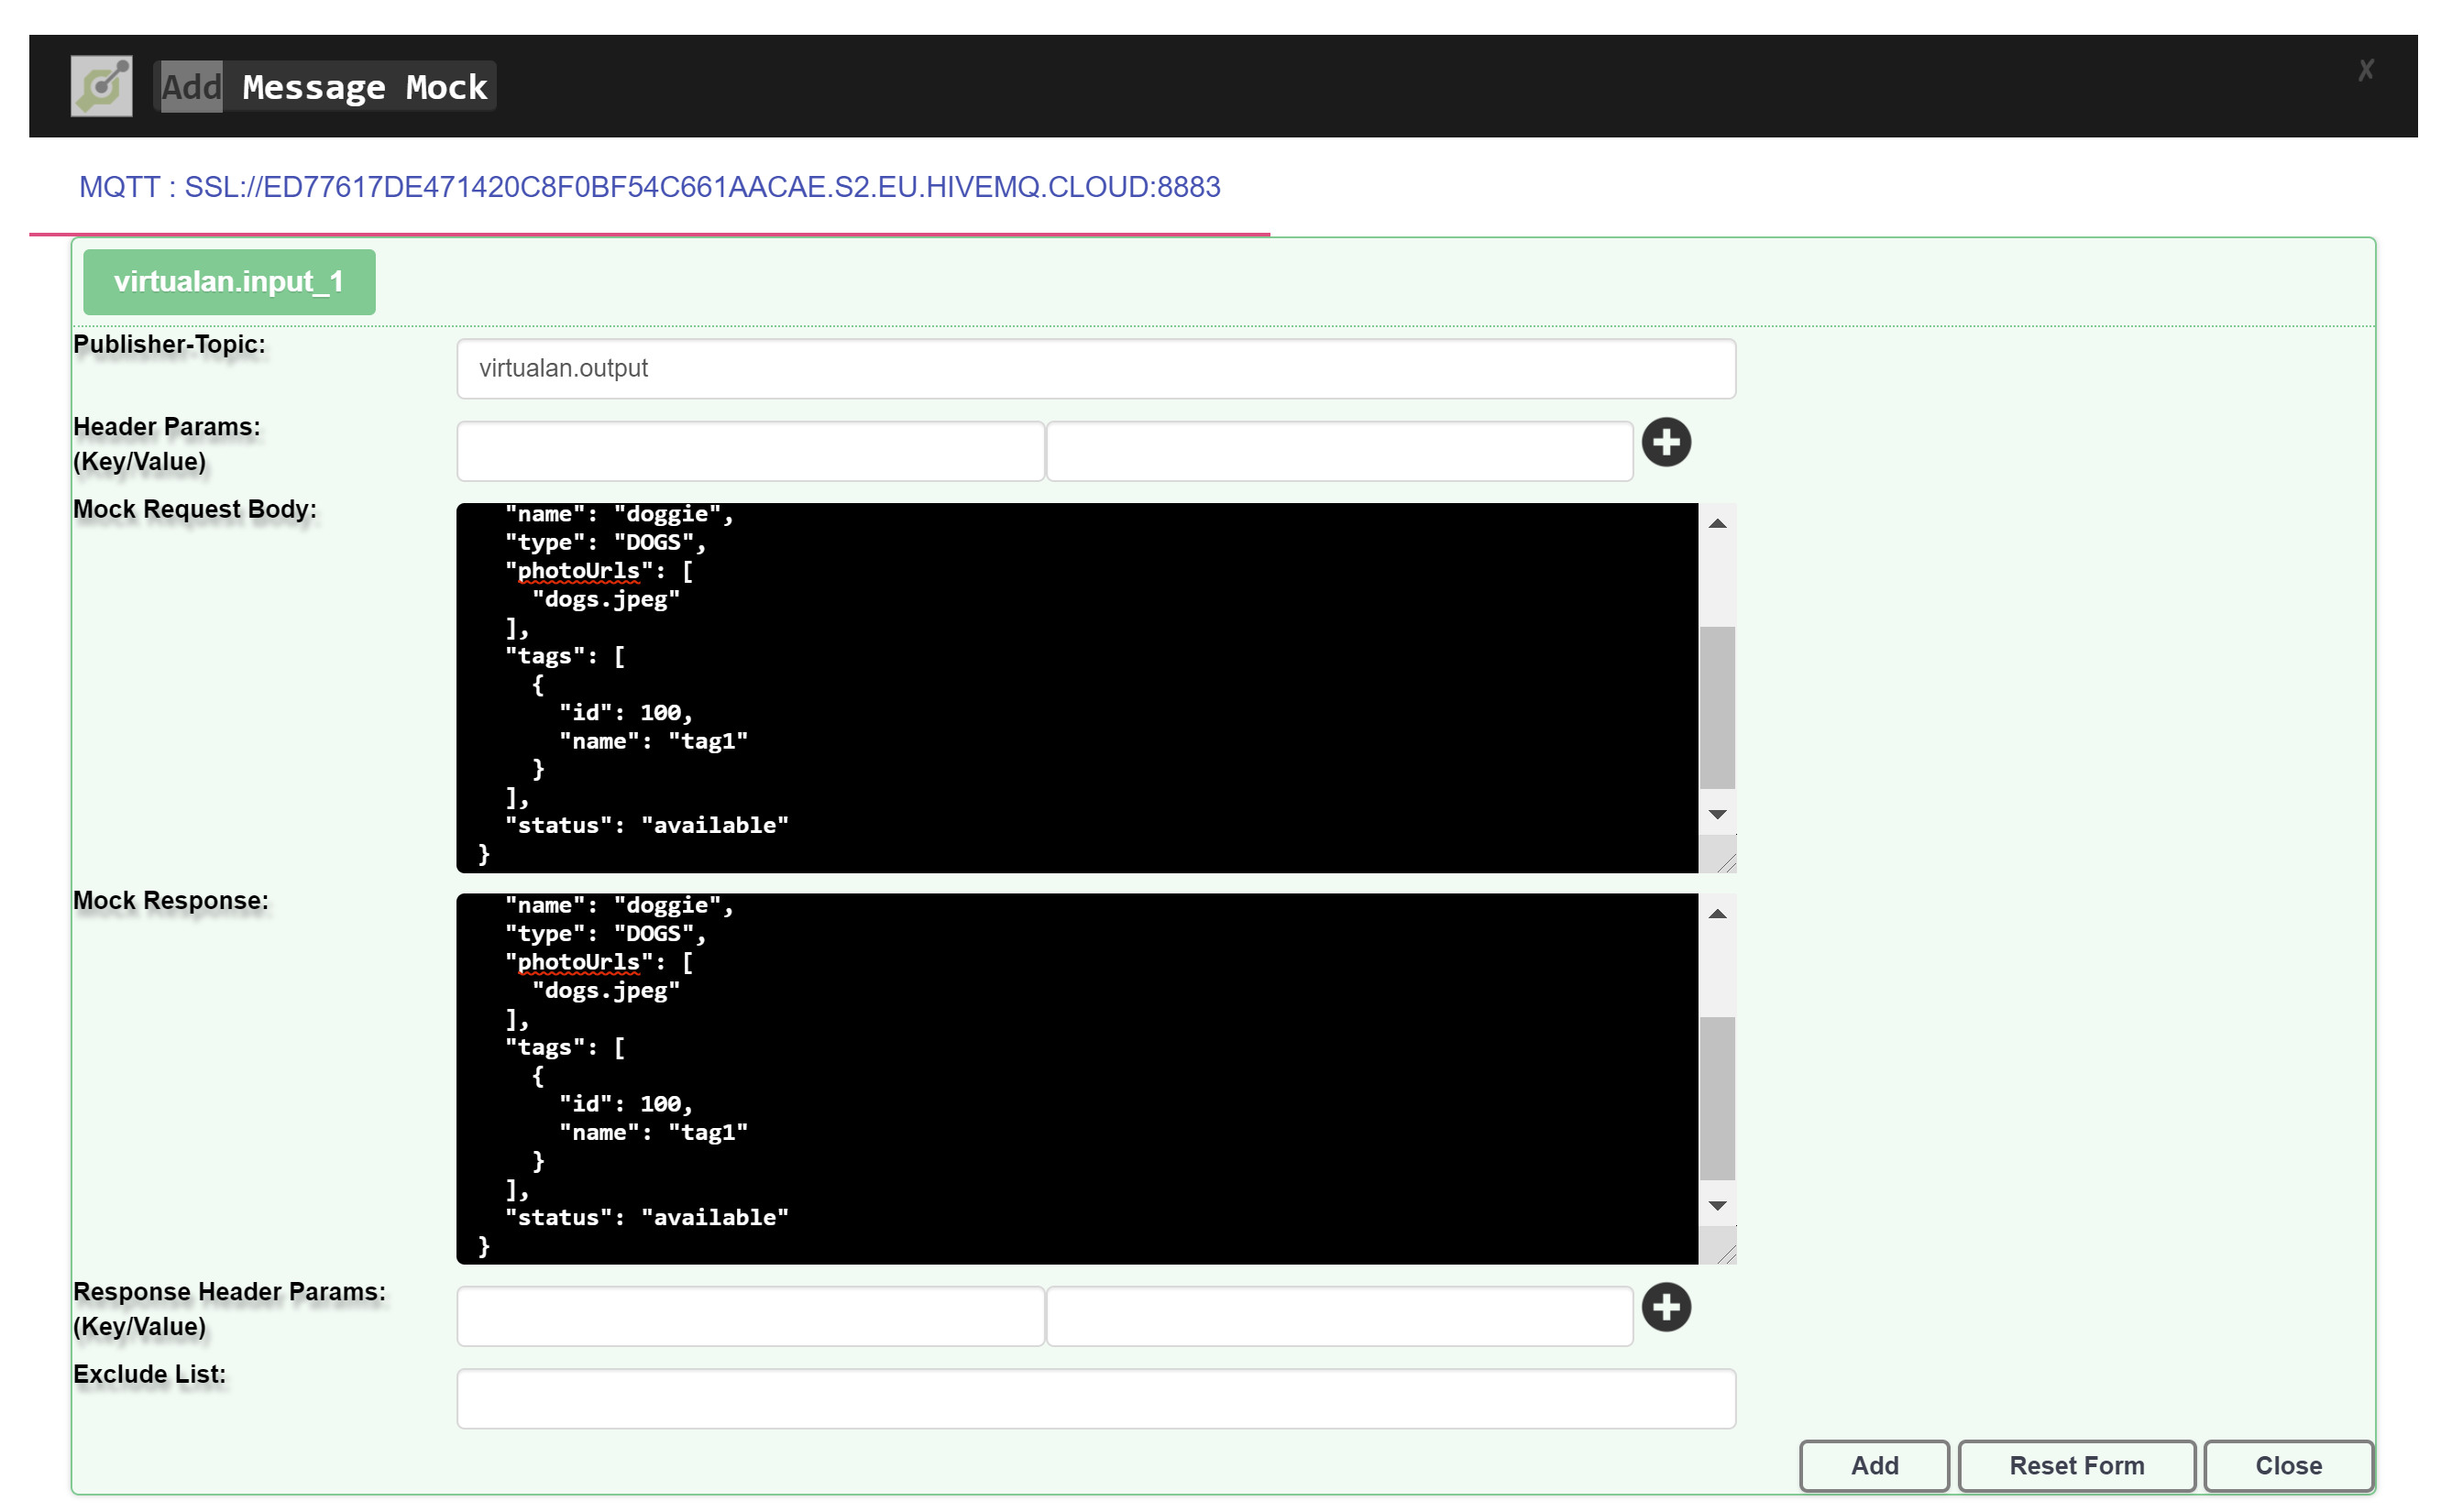 Add Message Mock
X
MQTT : SSL://ED77617DE471420C8F0BF54C661AACAE.S2.EU.HIVEMQ.CLOUD:8883
virtualan.input_1
Publisher-Topic:
virtualan.output
Header Params:
(Key/Value)
Mock Request Body:
"name": "doggie",
"type": "DOGS",
"photoUrls": [
"dogs.jpeg"
],
"tags": [
{
"id": 100,
"name": "tag1"
}
],
"status": "available"
}
Mock Response:
"name": "doggie",
"type": "DOGS",
"photoUrls": [
"dogs.jpeg"
],
"tags": [
{
"id": 100,
"name": "tag1"
}
],
"status": "available"
}
Response Header Params:
(Key/Value)
Exclude List:
Add
Reset Form
Close